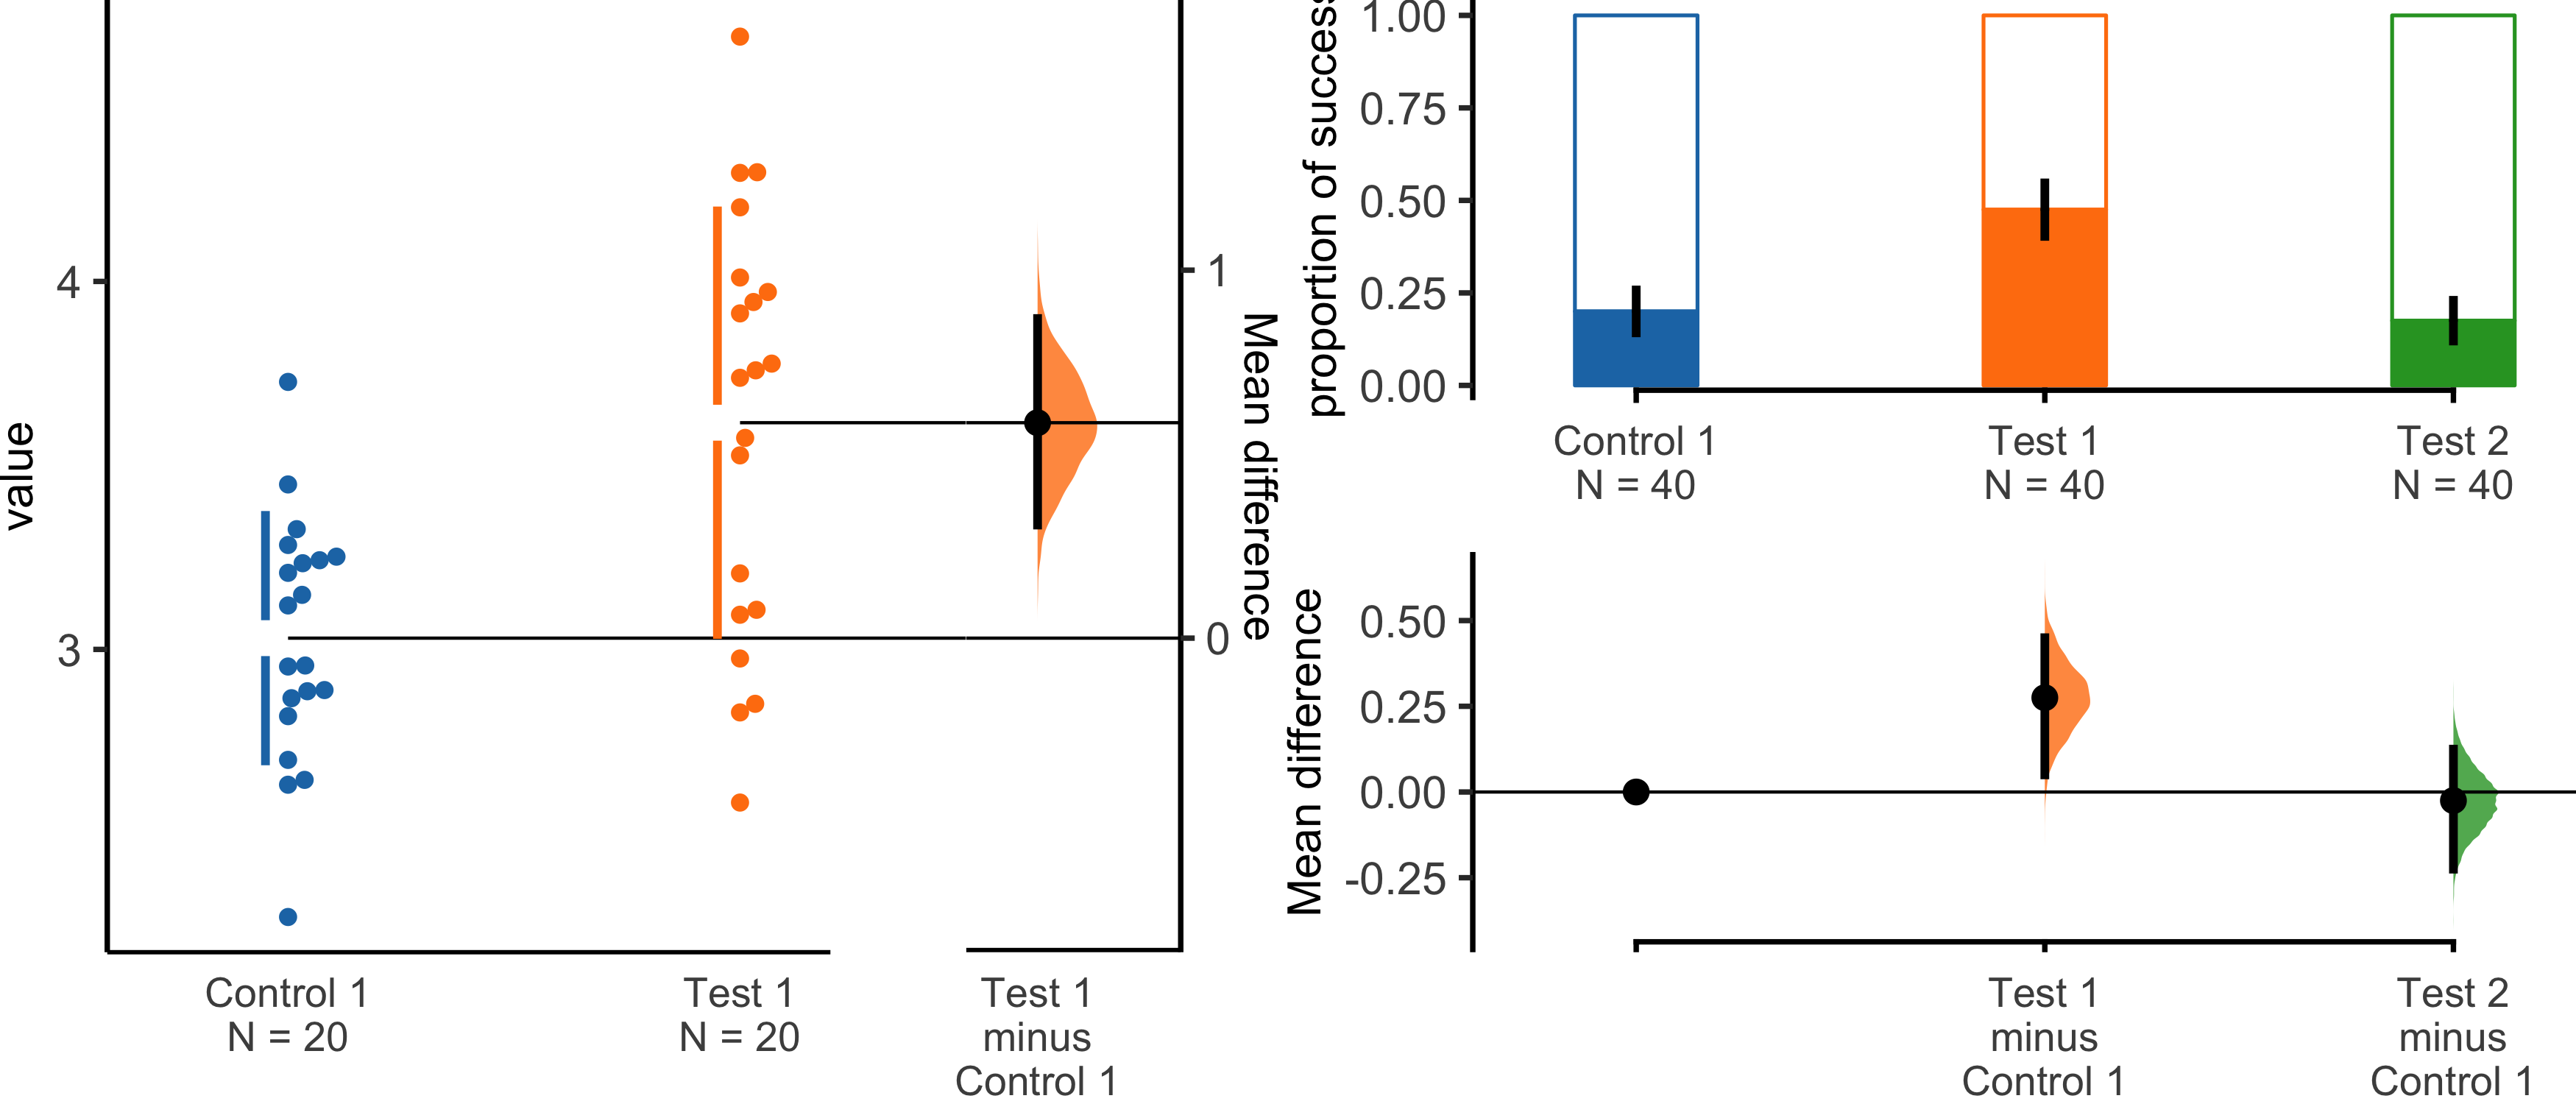 value
4
3
Control 1
N = 20
Test 1
N = 20
Test 1
minus
Control 1
1
0
Mean difference
proportion of success
1.00
0.75
0.50
0.25
0.00
Control 1
N = 40
Test 1
N = 40
Test 2
N = 40
Mean difference
0.50
0.25
0.00
-0.25
Test 1
minus
Control 1
Test 2
minus
Control 1